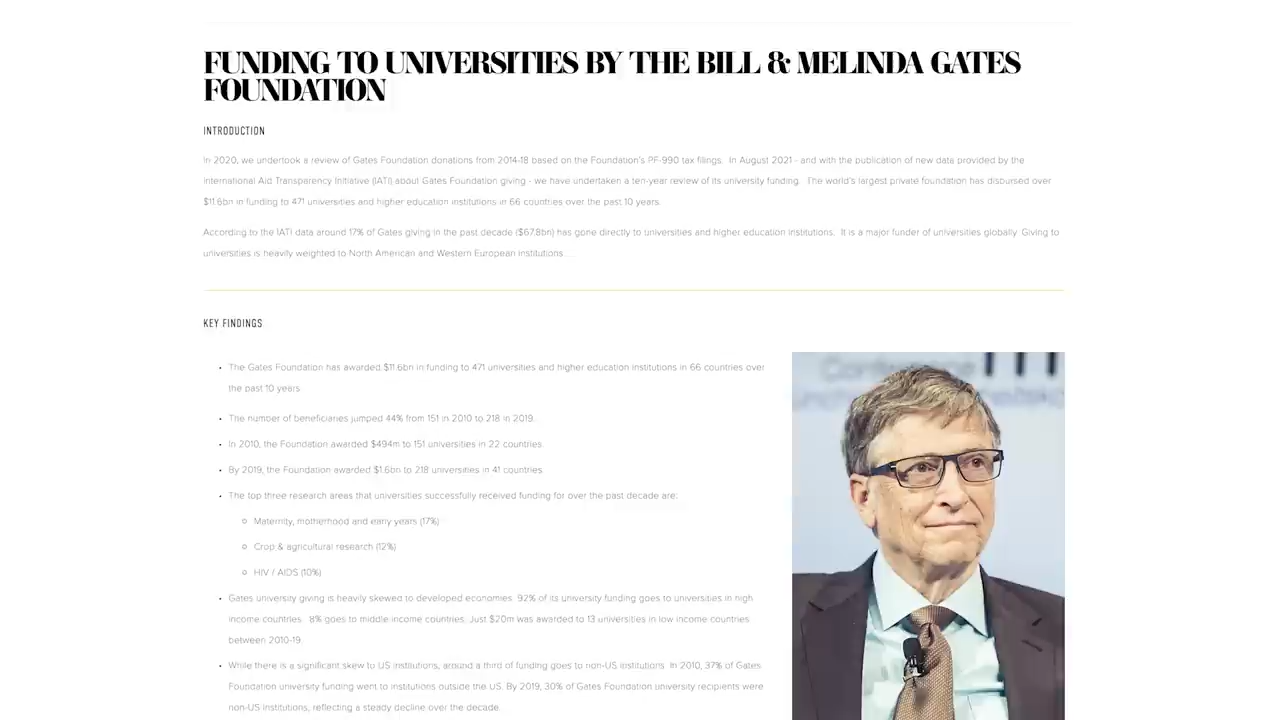 FUNDING TO UNIVERSITIES BY THE BILL & MELINDA GATES
FOUNDATION
INTRODUCTION
In 2020, we undertook a review of Gates Foundation donations from 2014-18 based on the Foundation's PF-990 tax filings. In August 2021 - and with the publication of new data provided by the
International Aid Transparency Initiative (IATI) about Gates Foundation giving - we have undertaken a ten-year review of its university funding. The world's largest private foundation has disbursed over
$11.6bn in funding to 471 universities and higher education institutions in 66 countries over the past 10 years.
According to the IATI data around 17% of Gates giving in the past decade ($67.8bn) has gone directly to universities and higher education institutions. It is a major funder of universities globally. Giving to
universities is heavily weighted to North American and Western European institutions....
KEY FINDINGS
• The Gates Foundation has awarded $11.6bn in funding to 471 universities and higher education institutions in 66 countries over
the past 10 years
• The number of beneficiaries jumped 44% from 151 in 2010 to 218 in 2019.
• In 2010, the Foundation awarded $494m to 151 universities in 22 countries.
• By 2019, the Foundation awarded $1.6bn to 218 universities in 41 countries.
• The top three research areas that universities successfully received funding for over the past decade are:
Maternity, motherhood and early years (17%)
Crop & agricultural research (12%)
HIV / AIDS (10%)
• Gates university giving is heavily skewed to developed economies. 92% of its university funding goes to universities in high
income countries. 8% goes to middle income countries. Just $20m was awarded to 13 universities in low income countries
between 2010-19.
• While there is a significant skew to US institutions, around a third of funding goes to non-US institutions. In 2010, 37% of Gates
Foundation university funding went to institutions outside the US. By 2019, 30% of Gates Foundation university recipients were
non-US institutions, reflecting a steady decline over the decade.